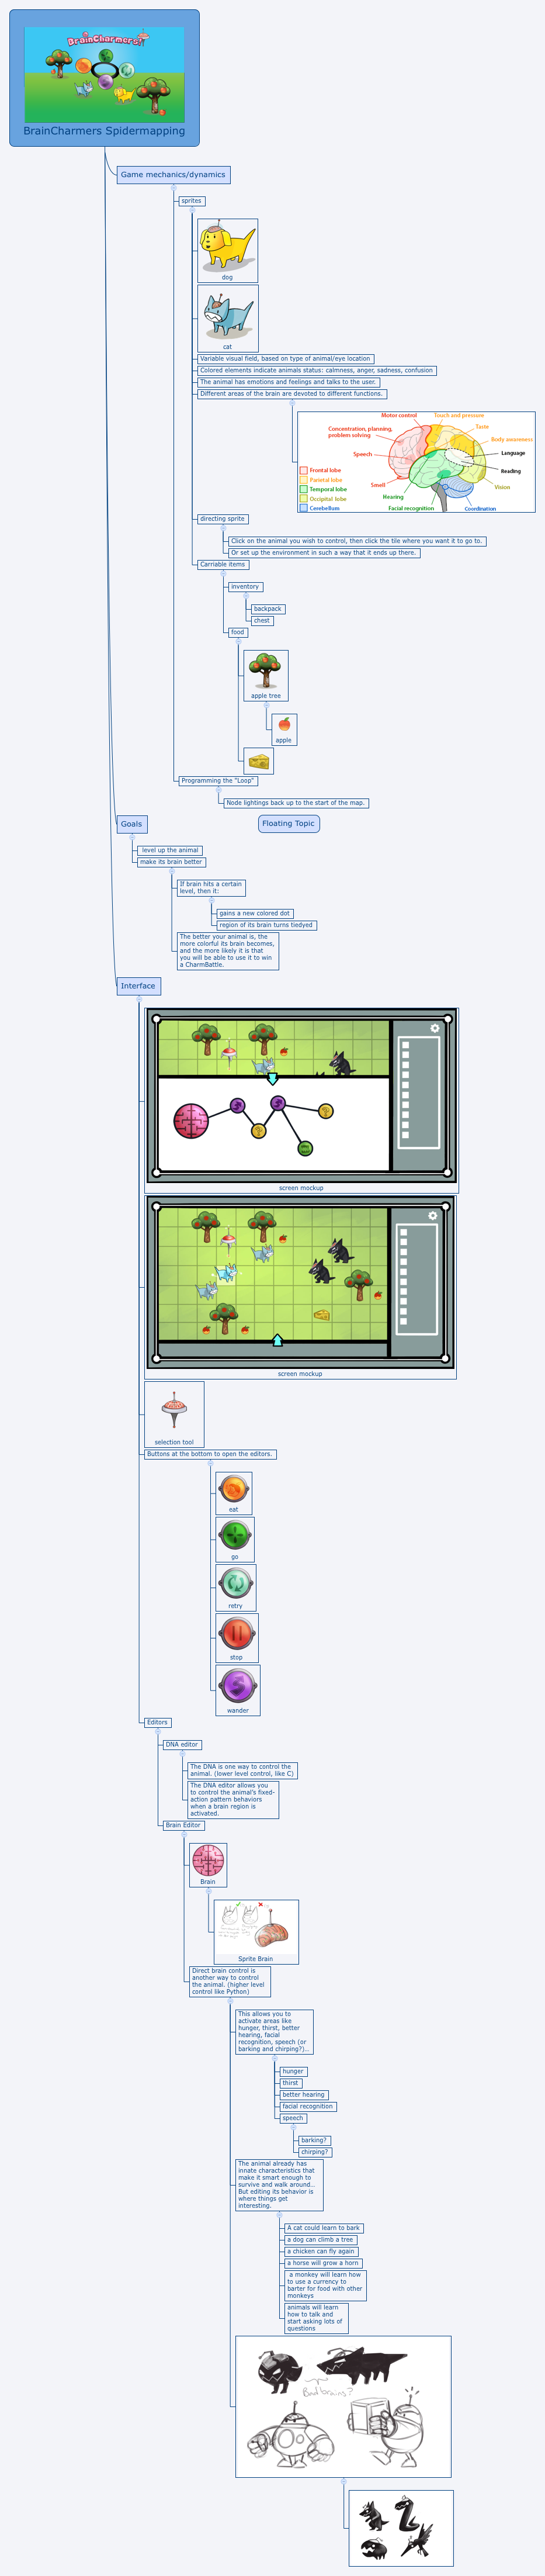 BrainCharmers!
BrainCharmers Spidermapping
Game mechanics/dynamics
sprites
dog
cat
Variable visual field, based on type of animal/eye location
Colored elements indicate animals status: calmness, anger, sadness, confusion
The animal has emotions and feelings and talks to the user.
Different areas of the brain are devoted to different functions.
Motor control
Touch and pressure
Concentration, planning,
problem solving
Taste
Body awareness
Speech
Language
Frontal lobe
Reading
Parietal lobe
Smell
Vision
Temporal lobe
Hearing
Occipital lobe
Cerebellum
Facial recognition
Coordination
directing sprite
Click on the animal you wish to control, then click the tile where you want it to go to.
Or set up the environment in such a way that it ends up there.
Carriable items
inventory
backpack
chest
food
apple tree
apple
Programming the "Loop"
Node lightings back up to the start of the map.
Goals
Floating Topic
level up the animal
make its brain better
If brain hits a certain
level, then it:
gains a new colored dot
region of its brain turns tiedyed
The better your animal is, the
more colorful its brain becomes,
and the more likely it is that
you will be able to use it to win
a CharmBattle.
Interface
screen mockup
screen mockup
selection tool
Buttons at the bottom to open the editors.
eat
go
retry
stop
wander
Editors
DNA editor
The DNA is one way to control the
animal. (lower level control, like C)
The DNA editor allows you
to control the animal's fixed-
action pattern behaviors
when a brain region is
activated.
Brain Editor
Brain
Sprite Brain
Direct brain control is
another way to control
the animal. (higher level
control like Python)
This allows you to
activate areas like
hunger, thirst, better
hearing, facial
recognition, speech (or
barking and chirping?)...
hunger
thirst
better hearing
facial recognition
speech
barking?
chirping?
The animal already has
innate characteristics that
make it smart enough to
survive and walk around...
But editing its behavior is
where things get
interesting.
A cat could learn to bark
a dog can climb a tree
a chicken can fly again
a horse will grow a horn
a monkey will learn how
to use a currency to
barter for food with other
monkeys
animals will learn
how to talk and
start asking lots of
questions
Bad brains?